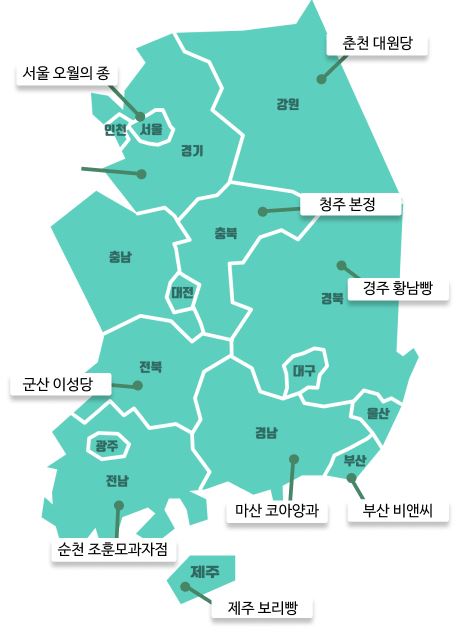 춘천 대원당
서울 오월의 종
강원
인천
서울
경기
청주 본정
충북
충남
경주 황남빵
대전
경북
전북
대구
군산 이성당
울산
경남
광주
부산
전남
마산 코아양과
부산 비앤씨
순천 조훈모과자점
제주
제주 보리빵